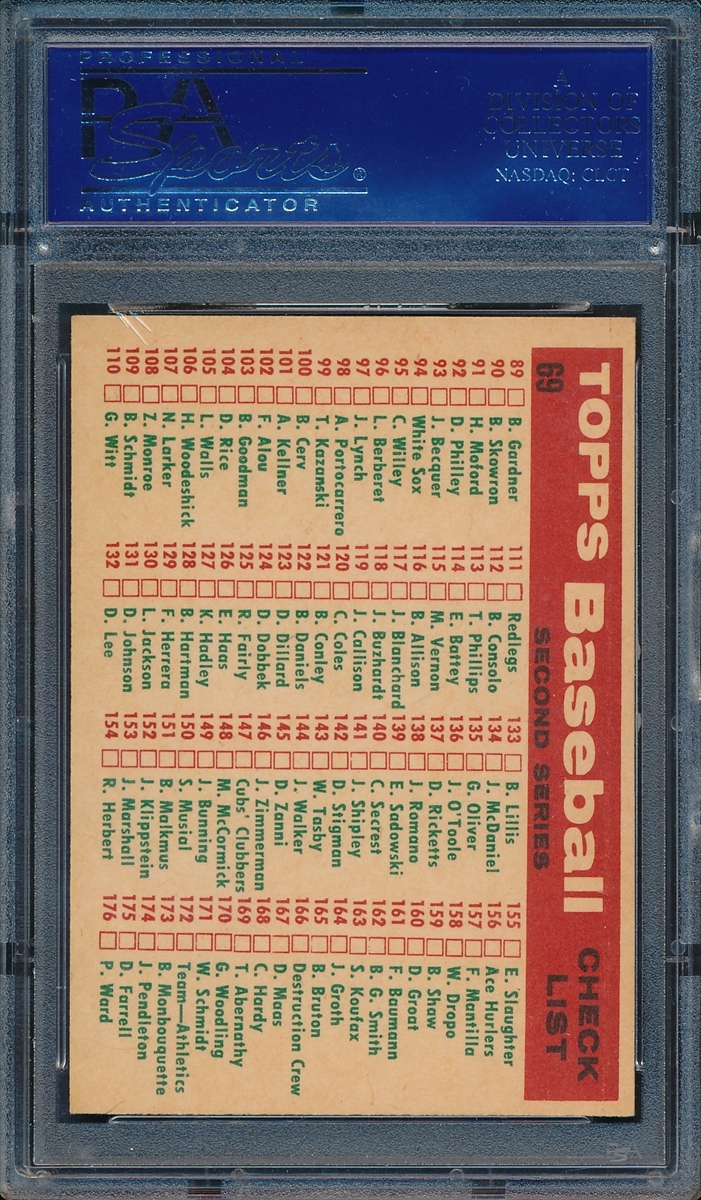 PROFESSIONAL
PSA
Sports®
AUTHENTICATOR
A
DIVISION OF
COLLECTORS
UNIVERSE
NASDAQ: CLCT
69
TOPPS Baseball
SECOND SERIES
CHECK
LIST
89 B. Gardner
90 B. Skowron
91 H. Moford
92 D. Philley
93 J. Becquer
94 White Sox
95 C. Willey
96 L. Berberet
97 J. Lynch
98 A. Portocarrero
99 T. Kazanski
100 B. Cerv
101 A. Kellner
102 F. Alou
103 B. Goodman
104 D. Rice
105 L. Walls
106 H. Woodeshick
107 N. Larker
108 Z. Monroe
109 B. Schmidt
110 G. Witt
111 Redlegs
112 B. Consolo
113 T. Phillips
114 E. Battey
115 M. Vernon
116 B. Allison
117 J. Blanchard
118 J. Buzhardt
119 J. Callison
120 C. Coles
121 B. Conley
122 B. Daniels
123 D. Dillard
124 D. Dobbek
125 R. Fairly
126 E. Haas
127 K. Hadley
128 B. Hartman
129 F. Herrera
130 L. Jackson
131 D. Johnson
132 D. Lee
133 B. Lillis
134 J. McDaniel
135 G. Oliver
136 J. O'Toole
137 D. Ricketts
138 J. Romano
139 E. Sadowski
140 C. Secrest
141 J. Shipley
142 D. Stigman
143 W. Tasby
144 J. Walker
145 D. Zanni
146 J. Zimmerman
147 Cubs' Clubbers
148 M. McCormick
149 J. Bunning
150 S. Musial
151 B. Malkmus
152 J. Klippstein
153 J. Marshall
154 R. Herbert
155 E. Slaughter
156 Ace Hurlers
157 F. Mantilla
158 W. Dropo
159 B. Shaw
160 D. Groat
161 F. Baumann
162 B. G. Smith
163 S. Koufax
164 J. Groth
165 B. Bruton
166 Destruction Crew
167 D. Maas
168 C. Hardy
169 T. Abernathy
170 G. Woodling
171 W. Schmidt
172 Team—Athletics
173 B. Monbouquette
174 J. Pendleton
175 D. Farrell
176 P. Ward
PSA